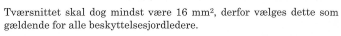 Tværsnittet skal dog mindst være 16 mm², derfor vælges dette som
gældende for alle beskyttelsesjordledere.